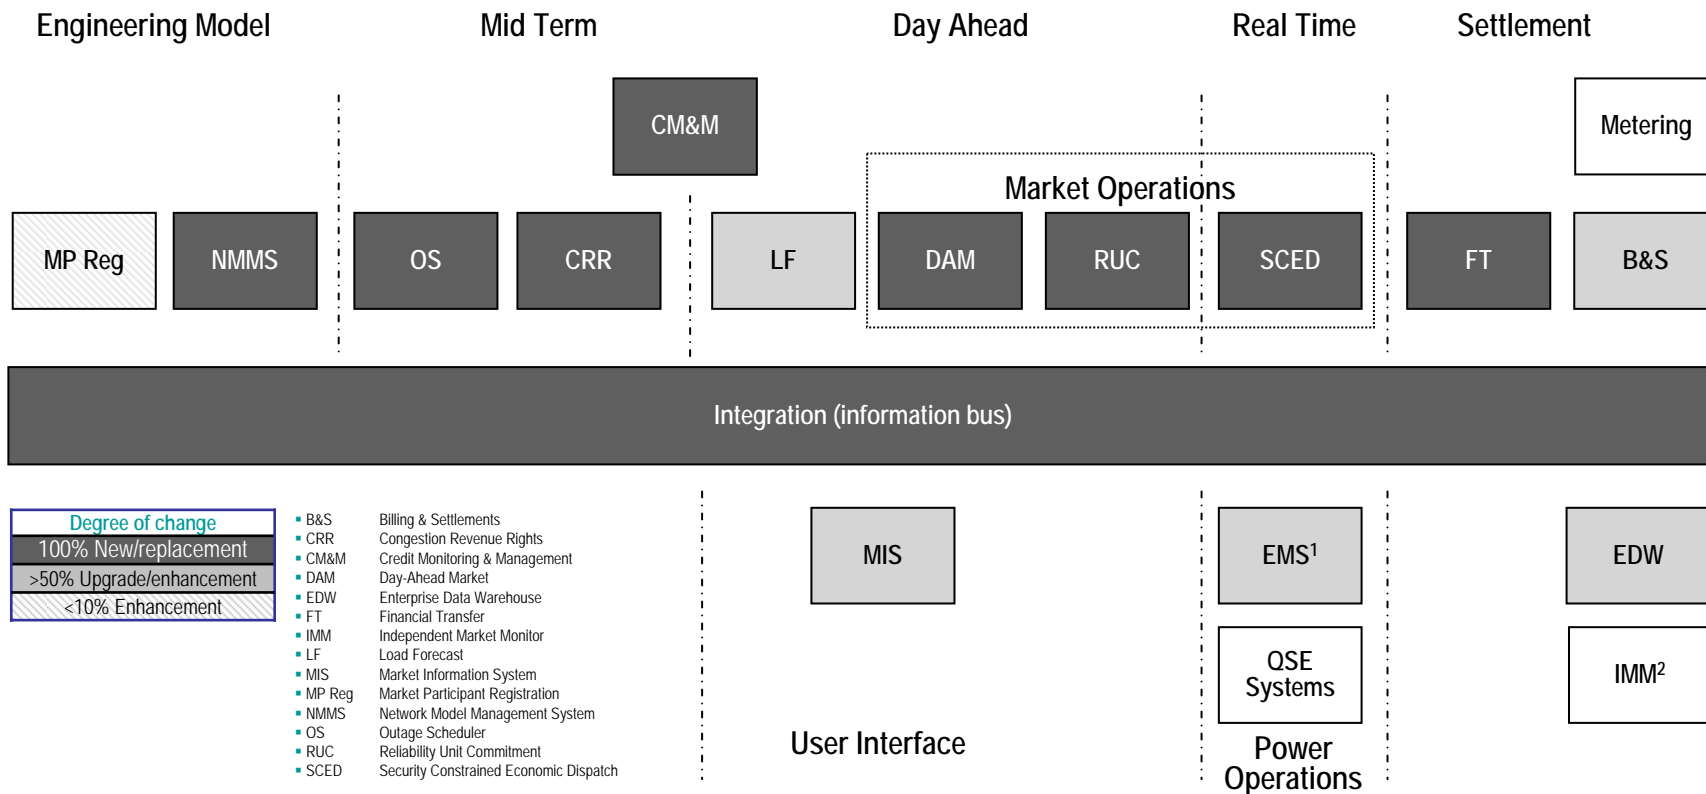 Engineering Model
Mid Term
Day Ahead
Real Time
Settlement
CM&M
Metering
Market Operations
MP Reg
NMMS
OS
CRR
LF
DAM
RUC
SCED
FT
B&S
Integration (information bus)
Degree of change
100% New/replacement
>50% Upgrade/enhancement
<10% Enhancement
▪ B&S Billing & Settlements
▪ CRR Congestion Revenue Rights
▪ CM&M Credit Monitoring & Management
▪ DAM Day-Ahead Market
▪ EDW Enterprise Data Warehouse
▪ FT Financial Transfer
▪ IMM Independent Market Monitor
▪ LF Load Forecast
▪ MIS Market Information System
▪ MP Reg Market Participant Registration
▪ NMMS Network Model Management System
▪ OS Outage Scheduler
▪ RUC Reliability Unit Commitment
▪ SCED Security Constrained Economic Dispatch
MIS
EMS¹
EDW
QSE
Systems
IMM²
User Interface
Power
Operations